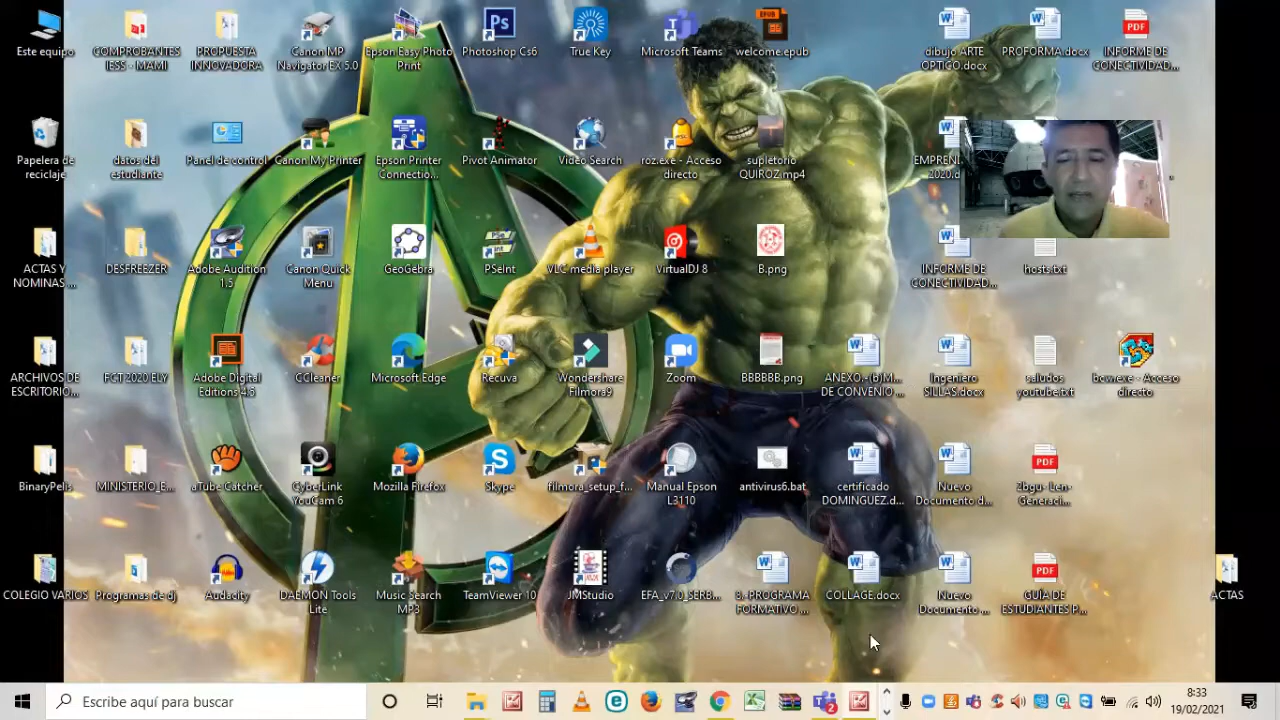 Este equipo
COMPROBANTES
IESS - MAMI
PROPUESTA
INNOVADORA
Canon MP
Navigator EX 5.0
Epson Easy Photo
Print
Photoshop Cs6
True Key
Microsoft Teams
welcome.epub
dibujo ARTE
OPTICO.docx
PROFORMA.docx
INFORME DE
CONECTIVIDAD...
Papelera de
reciclaje
datos del
estudiante
Panel de control
Canon My Printer
Epson Printer
Connectio...
Pivot Animator
Video Search
roz.exe - Acceso
directo
supletorio
QUIROZ.mp4
2020.d
ACTAS Y
NOMINAS ...
DESFREEZER
Adobe Audition
1.5
Canon Quick
Menu
GeoGebra
PSeInt
VLC media player
VirtualDJ 8
B.png
INFORME DE
CONECTIVIDAD...
hosts.txt
ARCHIVOS DE
ESCRITORIO...
FCT 2020 ELY
Adobe Digital
Editions 4.5
CCleaner
Microsoft Edge
Recuva
Wondershare
Filmora9
Zoom
BBBBBB.png
ANEXO.-(b)M...
DE CONVENIO ...
Ingeniero
SILLAS.docx
saludos
youtube.txt
directo
BinaryPelis
MINISTERIO_E...
aTube Catcher
CyberLink
YouCam 6
Mozilla Firefox
Skype
filmora_setup_f...
Manual Epson
L3110
antivirus6.bat
certificado
DOMINGUEZ.d...
Nuevo
Documento d...
2bgu- Len-
Generaci...
COLEGIO VARIOS
Programas de dj
Audacity
DAEMON Tools
Lite
Music Search
MP3
TeamViewer 10
JMStudio
EFA_v7.0_SERB...
8.-PROGRAMA
FORMATIVO ...
COLLAGE.docx
Nuevo
Documento ...
GUÍA DE
ESTUDIANTES P...
ACTAS
Escribe aquí para buscar
8:33
19/02/2021